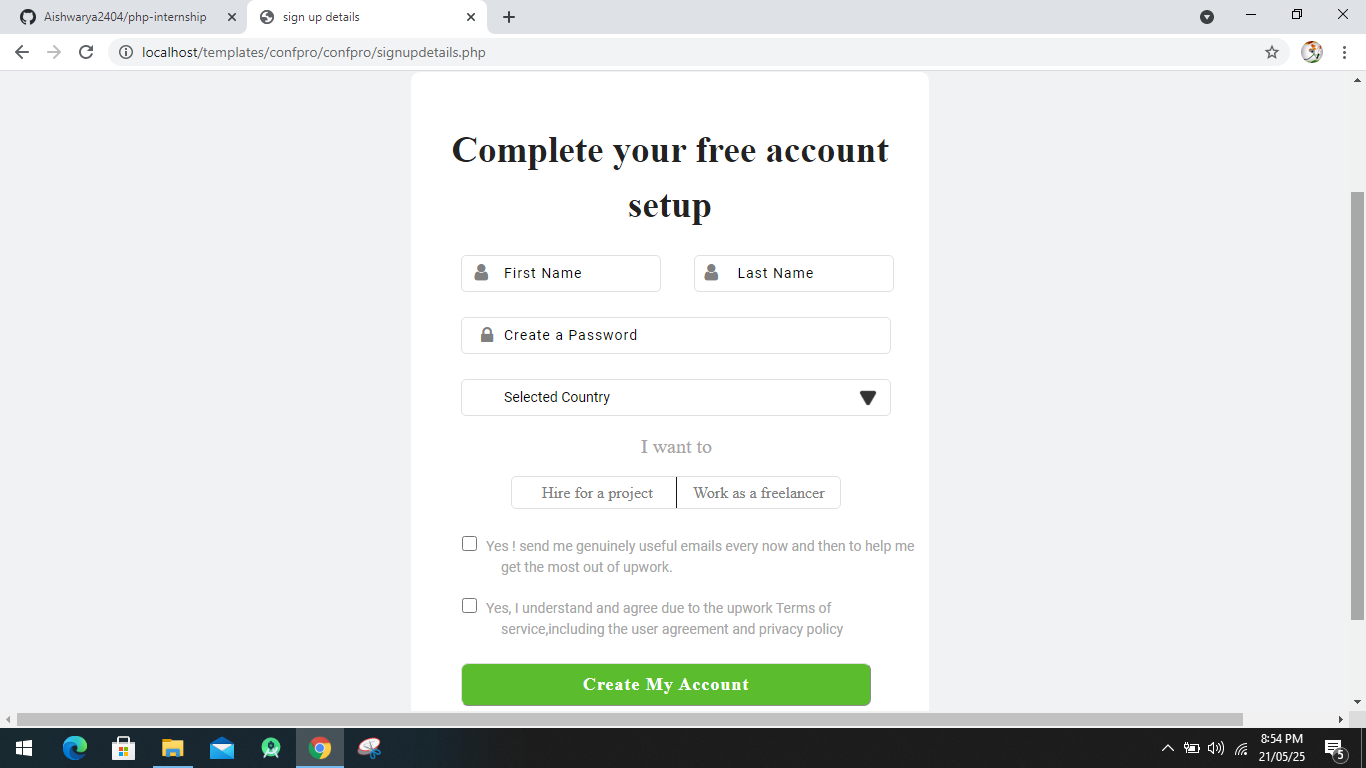 Aishwarya2404/php-internship
sign up details
localhost/templates/confpro/confpro/signupdetails.php
Complete your free account
setup
First Name
Last Name
Create a Password
Selected Country
I want to
Hire for a project
Work as a freelancer
Yes ! send me genuinely useful emails every now and then to help me
get the most out of upwork.
Yes, I understand and agree due to the upwork Terms of
service,including the user agreement and privacy policy
Create My Account
8:54 PM
21/05/25
5